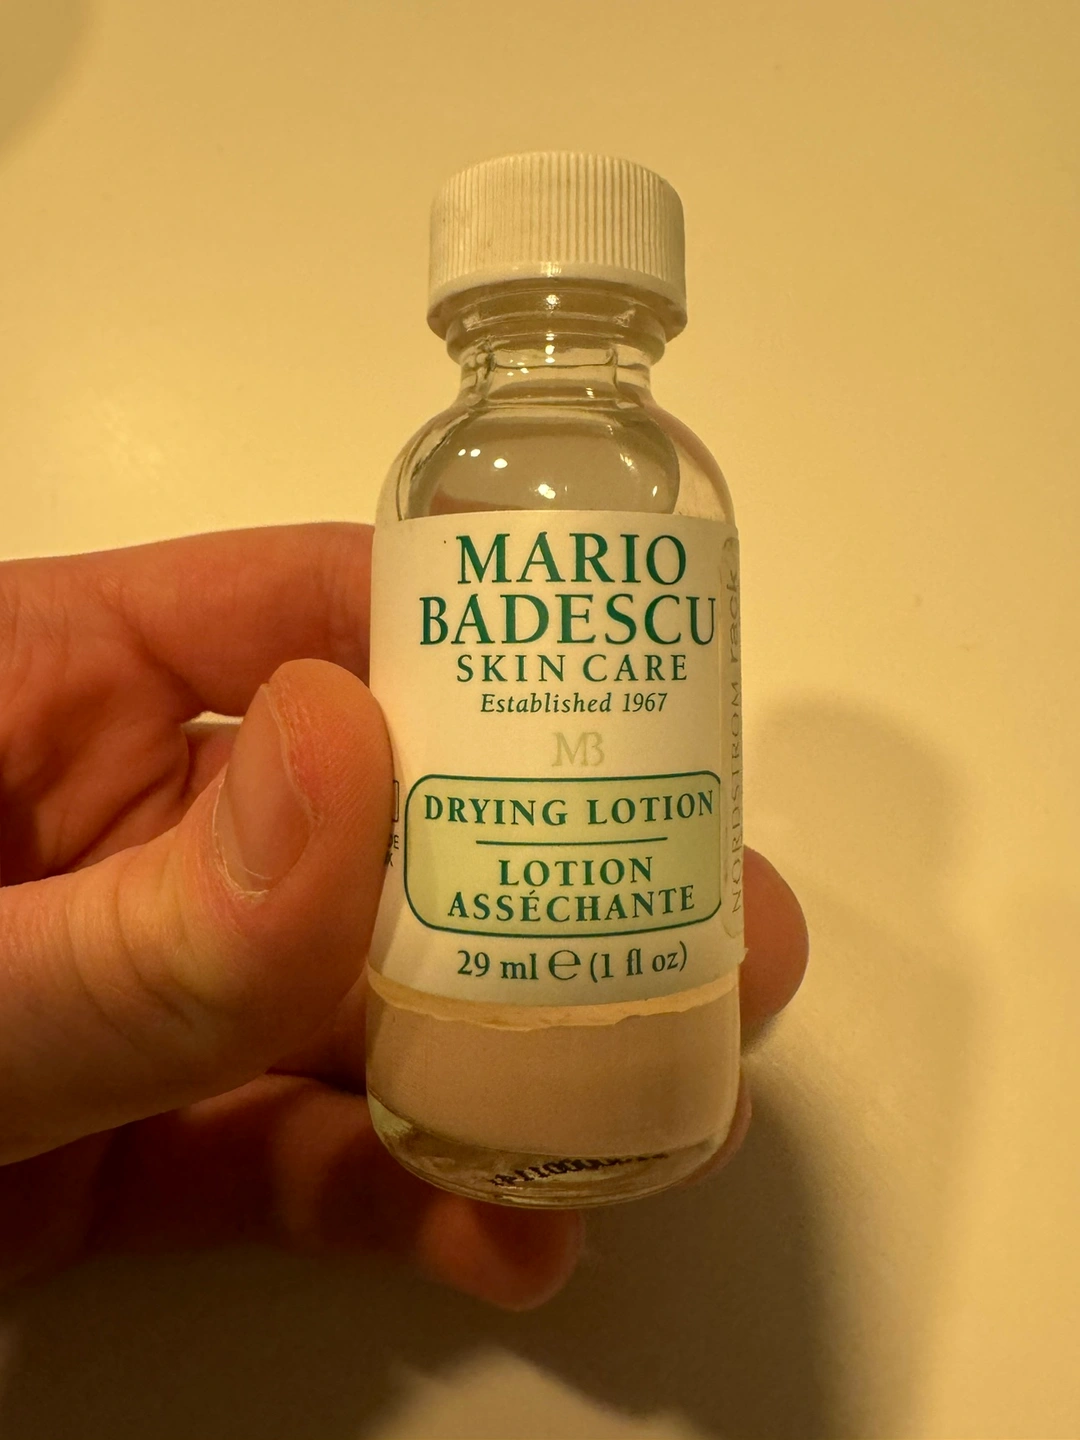 MARIO
BADESCU
SKIN CARE
Established 1967
MB
DRYING LOTION
LOTION
ASSÉCHANTE
29 ml ℮ (1 fl oz)
NORDSTROM rack